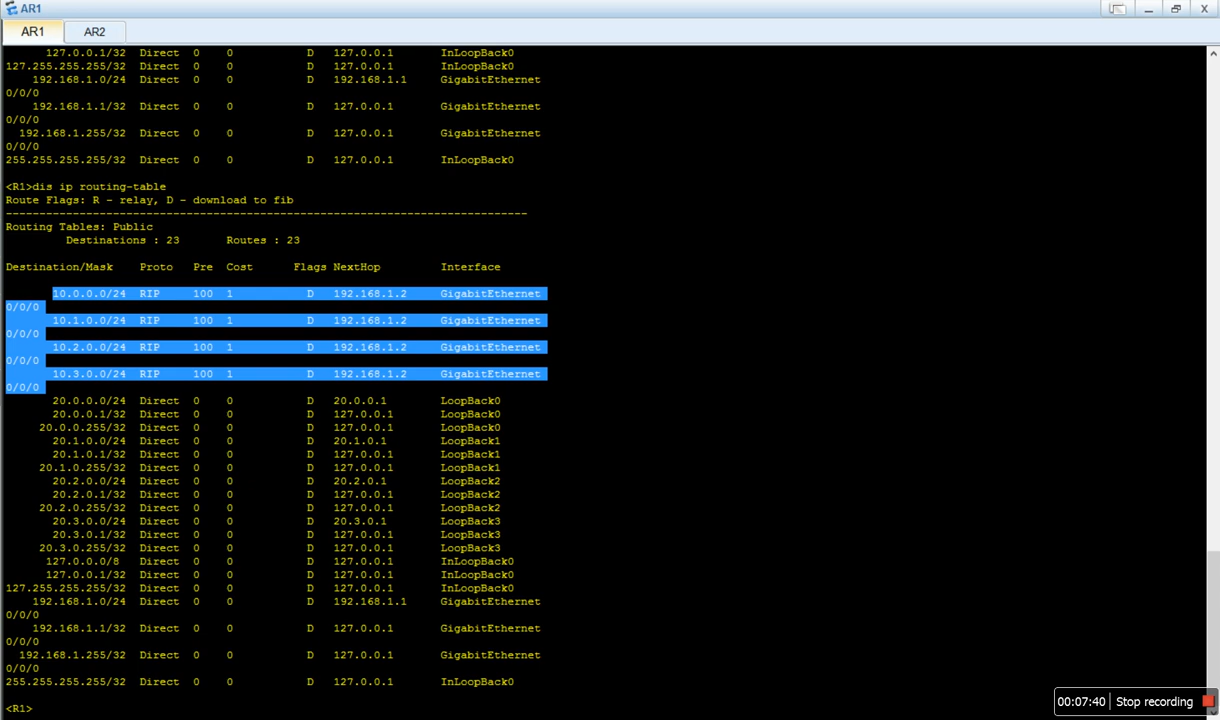 AR1
AR1 AR2
127.0.0.1/32 Direct 0 0 D 127.0.0.1 InLoopBack0
127.255.255.255/32 Direct 0 0 D 127.0.0.1 InLoopBack0
192.168.1.0/24 Direct 0 0 D 192.168.1.1 GigabitEthernet
0/0/0
192.168.1.1/32 Direct 0 0 D 127.0.0.1 GigabitEthernet
0/0/0
192.168.1.255/32 Direct 0 0 D 127.0.0.1 GigabitEthernet
0/0/0
255.255.255.255/32 Direct 0 0 D 127.0.0.1 InLoopBack0
<R1>dis ip routing-table
Route Flags: R - relay, D - download to fib
------------------------------------------------------------------------------
Routing Tables: Public
Destinations : 23 Routes : 23
Destination/Mask Proto Pre Cost Flags NextHop Interface
10.0.0.0/24 RIP 100 1 D 192.168.1.2 GigabitEthernet
0/0/0
10.1.0.0/24 RIP 100 1 D 192.168.1.2 GigabitEthernet
0/0/0
10.2.0.0/24 RIP 100 1 D 192.168.1.2 GigabitEthernet
0/0/0
10.3.0.0/24 RIP 100 1 D 192.168.1.2 GigabitEthernet
0/0/0
20.0.0.0/24 Direct 0 0 D 20.0.0.1 LoopBack0
20.0.0.1/32 Direct 0 0 D 127.0.0.1 LoopBack0
20.0.0.255/32 Direct 0 0 D 127.0.0.1 LoopBack0
20.1.0.0/24 Direct 0 0 D 20.1.0.1 LoopBack1
20.1.0.1/32 Direct 0 0 D 127.0.0.1 LoopBack1
20.1.0.255/32 Direct 0 0 D 127.0.0.1 LoopBack1
20.2.0.0/24 Direct 0 0 D 20.2.0.1 LoopBack2
20.2.0.1/32 Direct 0 0 D 127.0.0.1 LoopBack2
20.2.0.255/32 Direct 0 0 D 127.0.0.1 LoopBack2
20.3.0.0/24 Direct 0 0 D 20.3.0.1 LoopBack3
20.3.0.1/32 Direct 0 0 D 127.0.0.1 LoopBack3
20.3.0.255/32 Direct 0 0 D 127.0.0.1 LoopBack3
127.0.0.0/8 Direct 0 0 D 127.0.0.1 InLoopBack0
127.0.0.1/32 Direct 0 0 D 127.0.0.1 InLoopBack0
127.255.255.255/32 Direct 0 0 D 127.0.0.1 InLoopBack0
192.168.1.0/24 Direct 0 0 D 192.168.1.1 GigabitEthernet
0/0/0
192.168.1.1/32 Direct 0 0 D 127.0.0.1 GigabitEthernet
0/0/0
192.168.1.255/32 Direct 0 0 D 127.0.0.1 GigabitEthernet
0/0/0
255.255.255.255/32 Direct 0 0 D 127.0.0.1 InLoopBack0
<R1>
00:07:40 Stop recording